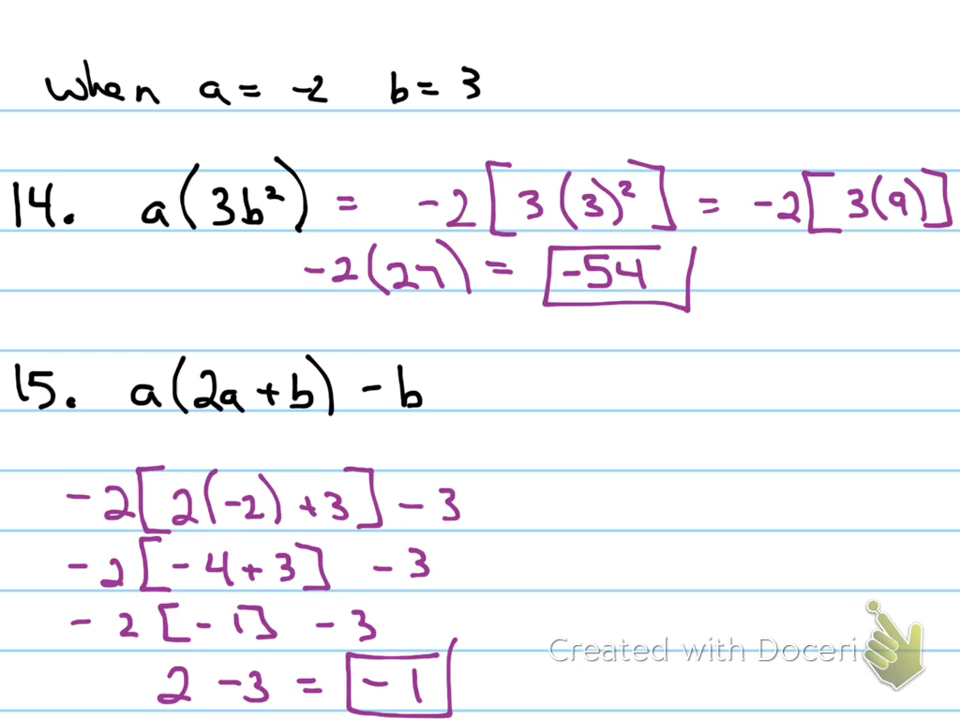 when a = -2 b = 3
14. a(3b²) = -2[3(3)²] = -2[3(9)]
-2(27) = -54
15. a(2a+b) - b
-2[2(-2)+3] - 3
-2[-4+3] - 3
-2[-1] - 3
Created with Doceri
2 - 3 = -1